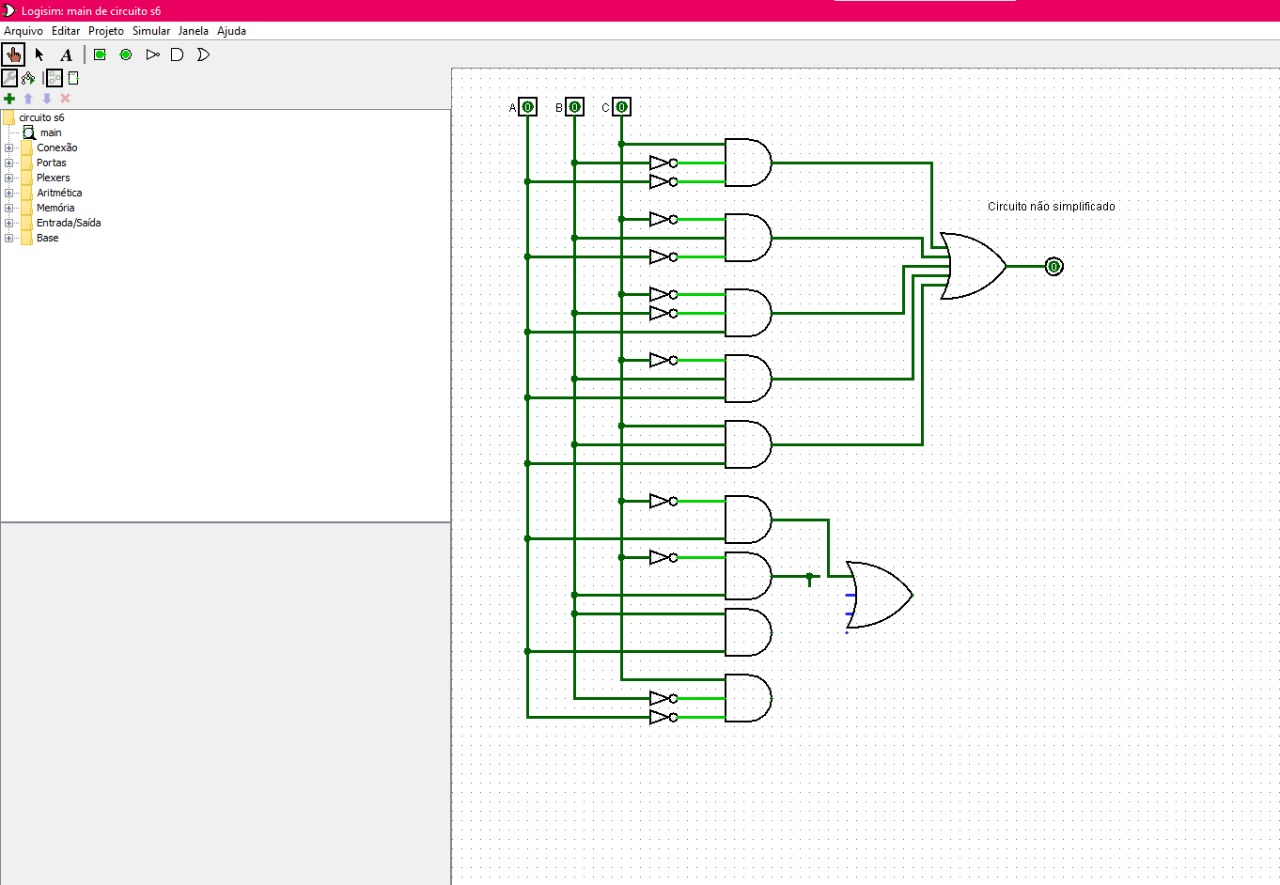 Logisim: main de circuito s6
Arquivo Editar Projeto Simular Janela Ajuda
A
circuito s6
main
Conexão
Portas
Plexers
Aritmética
Memória
Entrada/Saída
Base
A 0 B 0 C 0
Circuito não simplificado
0